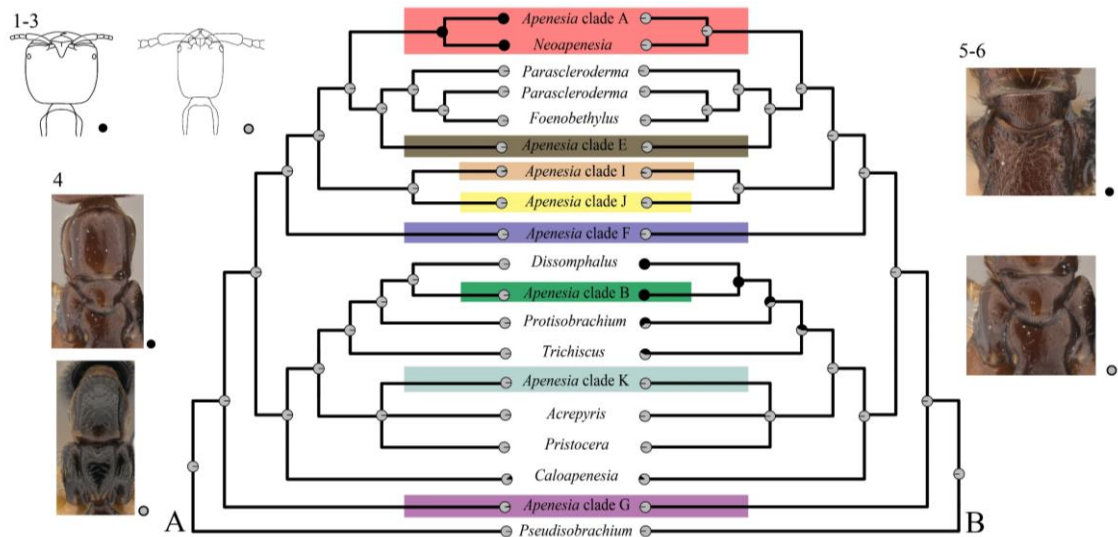 1-3
5-6
4
Apenesia clade A
Neoapenesia
Parascleroderma
Parascleroderma
Foenobethylus
Apenesia clade E
Apenesia clade I
Apenesia clade J
Apenesia clade F
Dissomphalus
Apenesia clade B
Protisobrachium
Trichiscus
Apenesia clade K
Acrepyris
Pristocera
Caloapenesia
Apenesia clade G
Pseudisobrachium
A
B